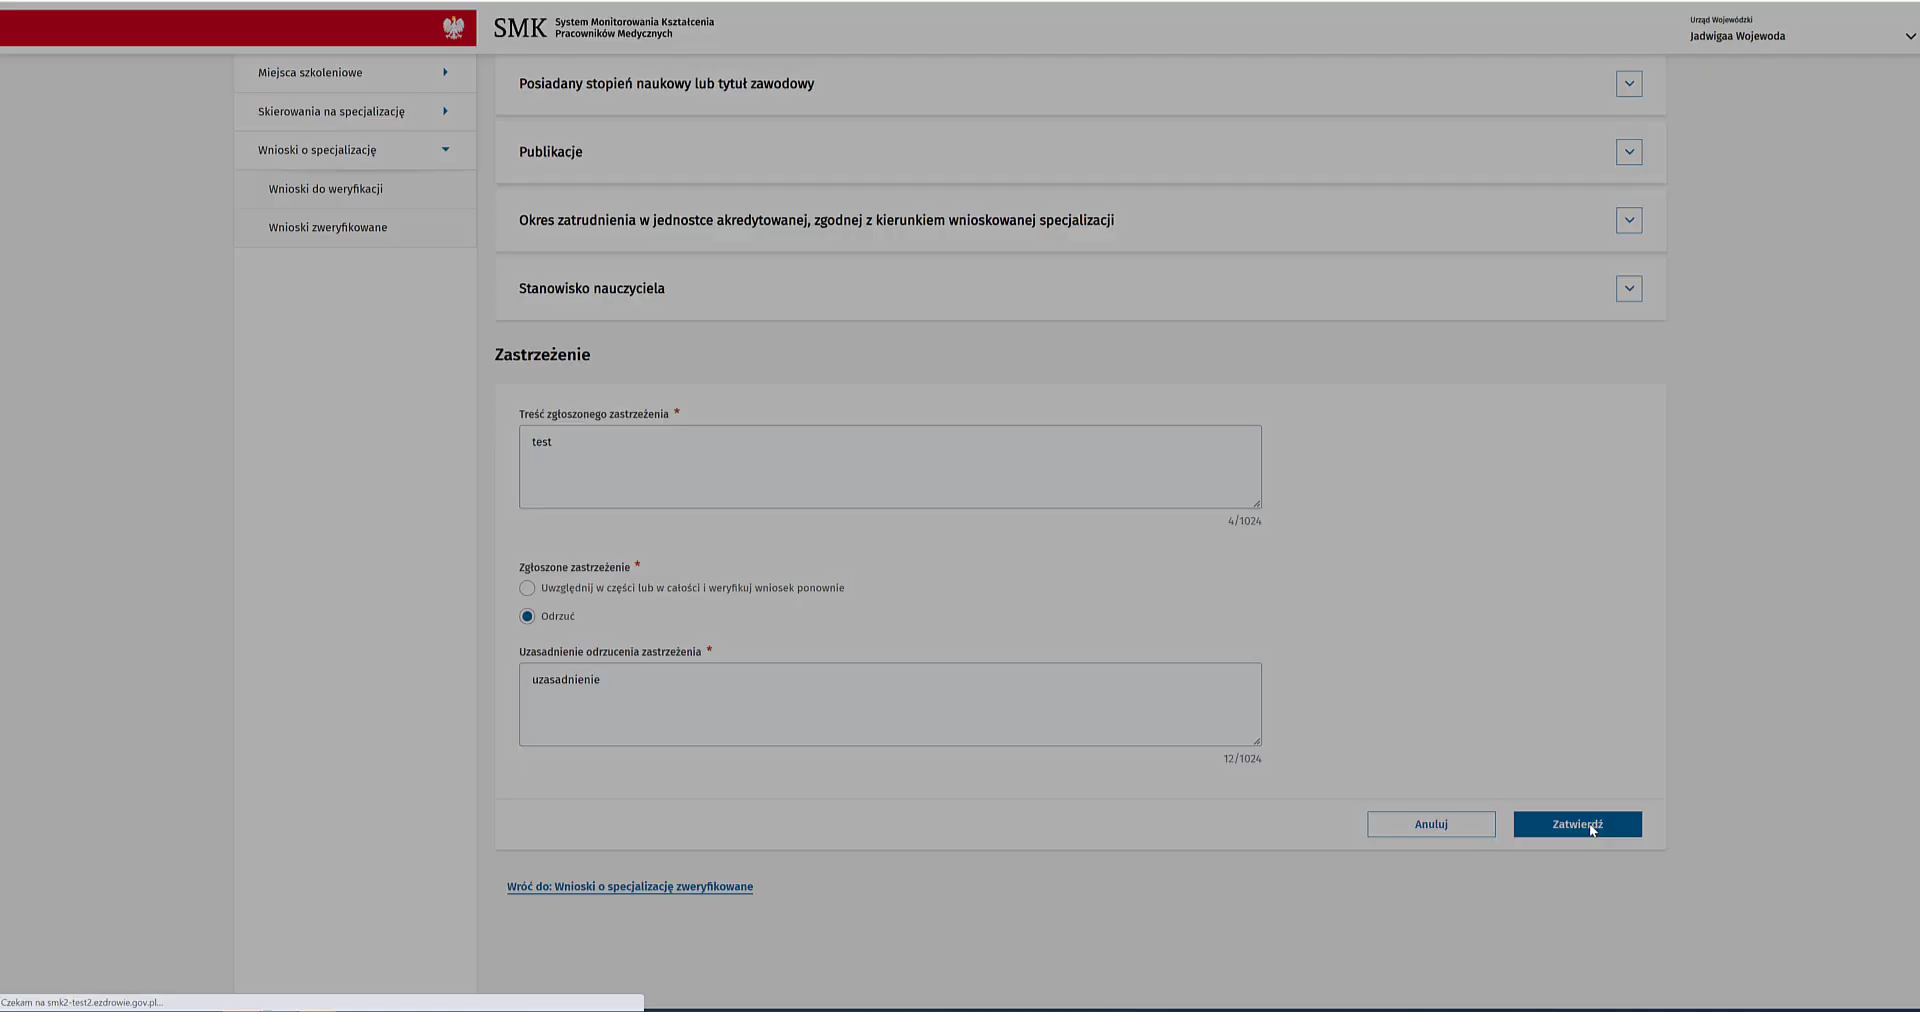 SMK
System Monitorowania Kształcenia
Pracowników Medycznych
Urząd Wojewódzki
Jadwigaa Wojewoda
Miejsca szkoleniowe
Skierowania na specjalizację
Wnioski o specjalizację
Wnioski do weryfikacji
Wnioski zweryfikowane
Posiadany stopień naukowy lub tytuł zawodowy
Publikacje
Okres zatrudnienia w jednostce akredytowanej, zgodnej z kierunkiem wnioskowanej specjalizacji
Stanowisko nauczyciela
Zastrzeżenie
Treść zgłoszonego zastrzeżenia *
test
4/1024
Zgłoszone zastrzeżenie *
Uwzględnij w części lub w całości i weryfikuj wniosek ponownie
Odrzuć
Uzasadnienie odrzucenia zastrzeżenia *
uzasadnienie
12/1024
Anuluj
Zatwierdź
Wróć do: Wnioski o specjalizację zweryfikowane
Czekam na smk2-test2.ezdrowie.gov.pl...